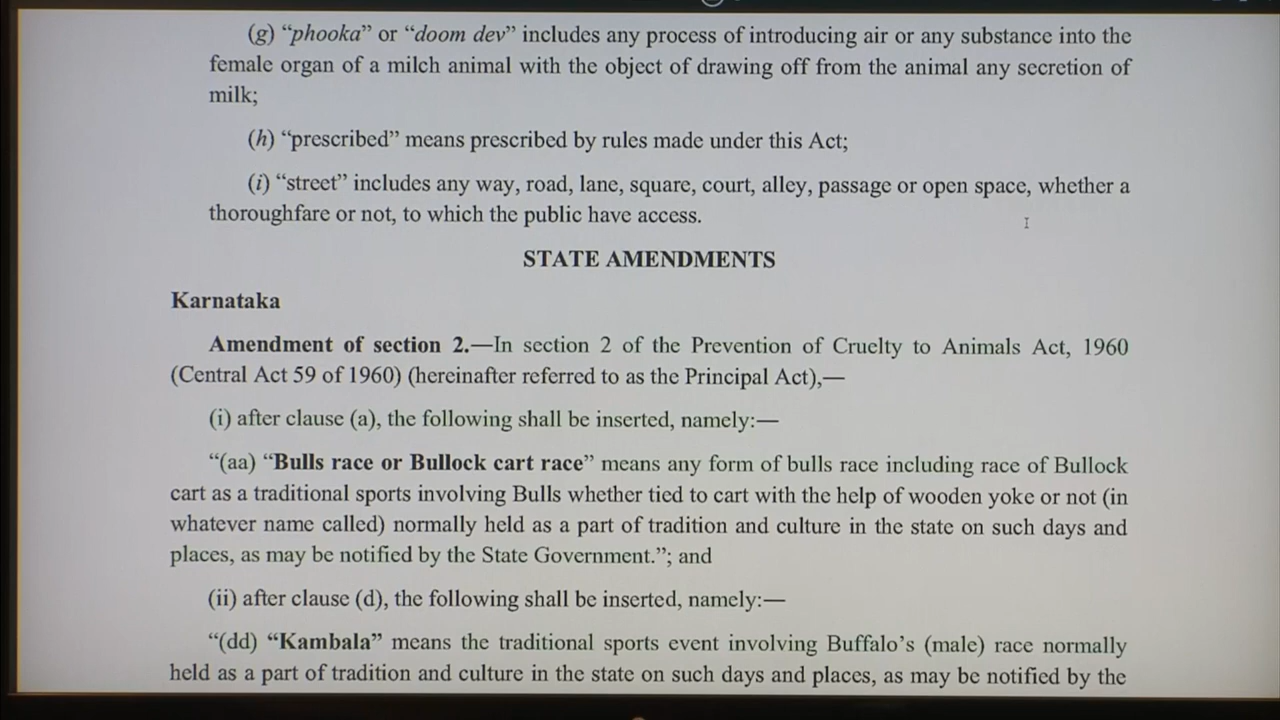 (g) “phooka” or “doom dev” includes any process of introducing air or any substance into the
female organ of a milch animal with the object of drawing off from the animal any secretion of
milk;
(h) “prescribed” means prescribed by rules made under this Act;
(i) “street” includes any way, road, lane, square, court, alley, passage or open space, whether a
thoroughfare or not, to which the public have access.
STATE AMENDMENTS
Karnataka
Amendment of section 2.—In section 2 of the Prevention of Cruelty to Animals Act, 1960
(Central Act 59 of 1960) (hereinafter referred to as the Principal Act),—
(i) after clause (a), the following shall be inserted, namely:—
“(aa) “Bulls race or Bullock cart race” means any form of bulls race including race of Bullock
cart as a traditional sports involving Bulls whether tied to cart with the help of wooden yoke or not (in
whatever name called) normally held as a part of tradition and culture in the state on such days and
places, as may be notified by the State Government.”; and
(ii) after clause (d), the following shall be inserted, namely:—
“(dd) “Kambala” means the traditional sports event involving Buffalo’s (male) race normally
held as a part of tradition and culture in the state on such days and places, as may be notified by the